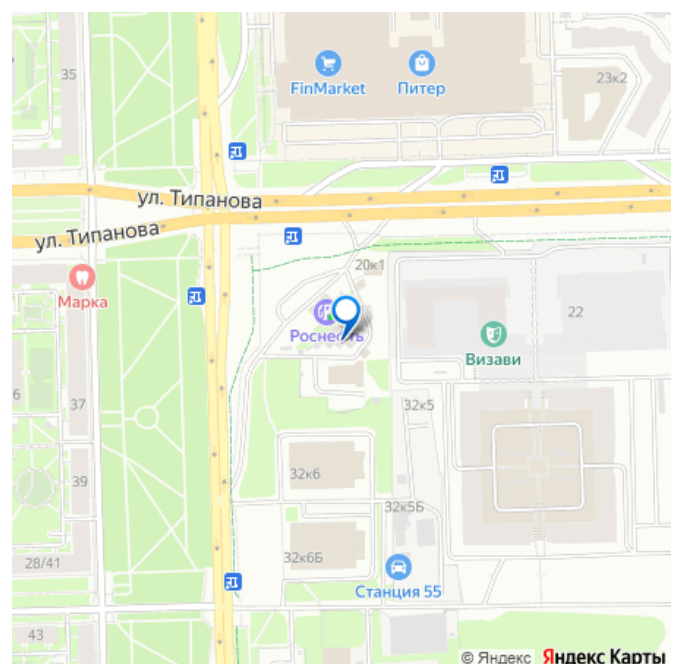 35
FinMarket
Питер
23к2
ул. Типанова
ул. Типанова
20к1
Марка
Роснефть
22
Визави
6
37
32к5
39
32к6
32к5Б
32к6Б
28/41
Станция 55
43
© Яндекс Яндекс Карты